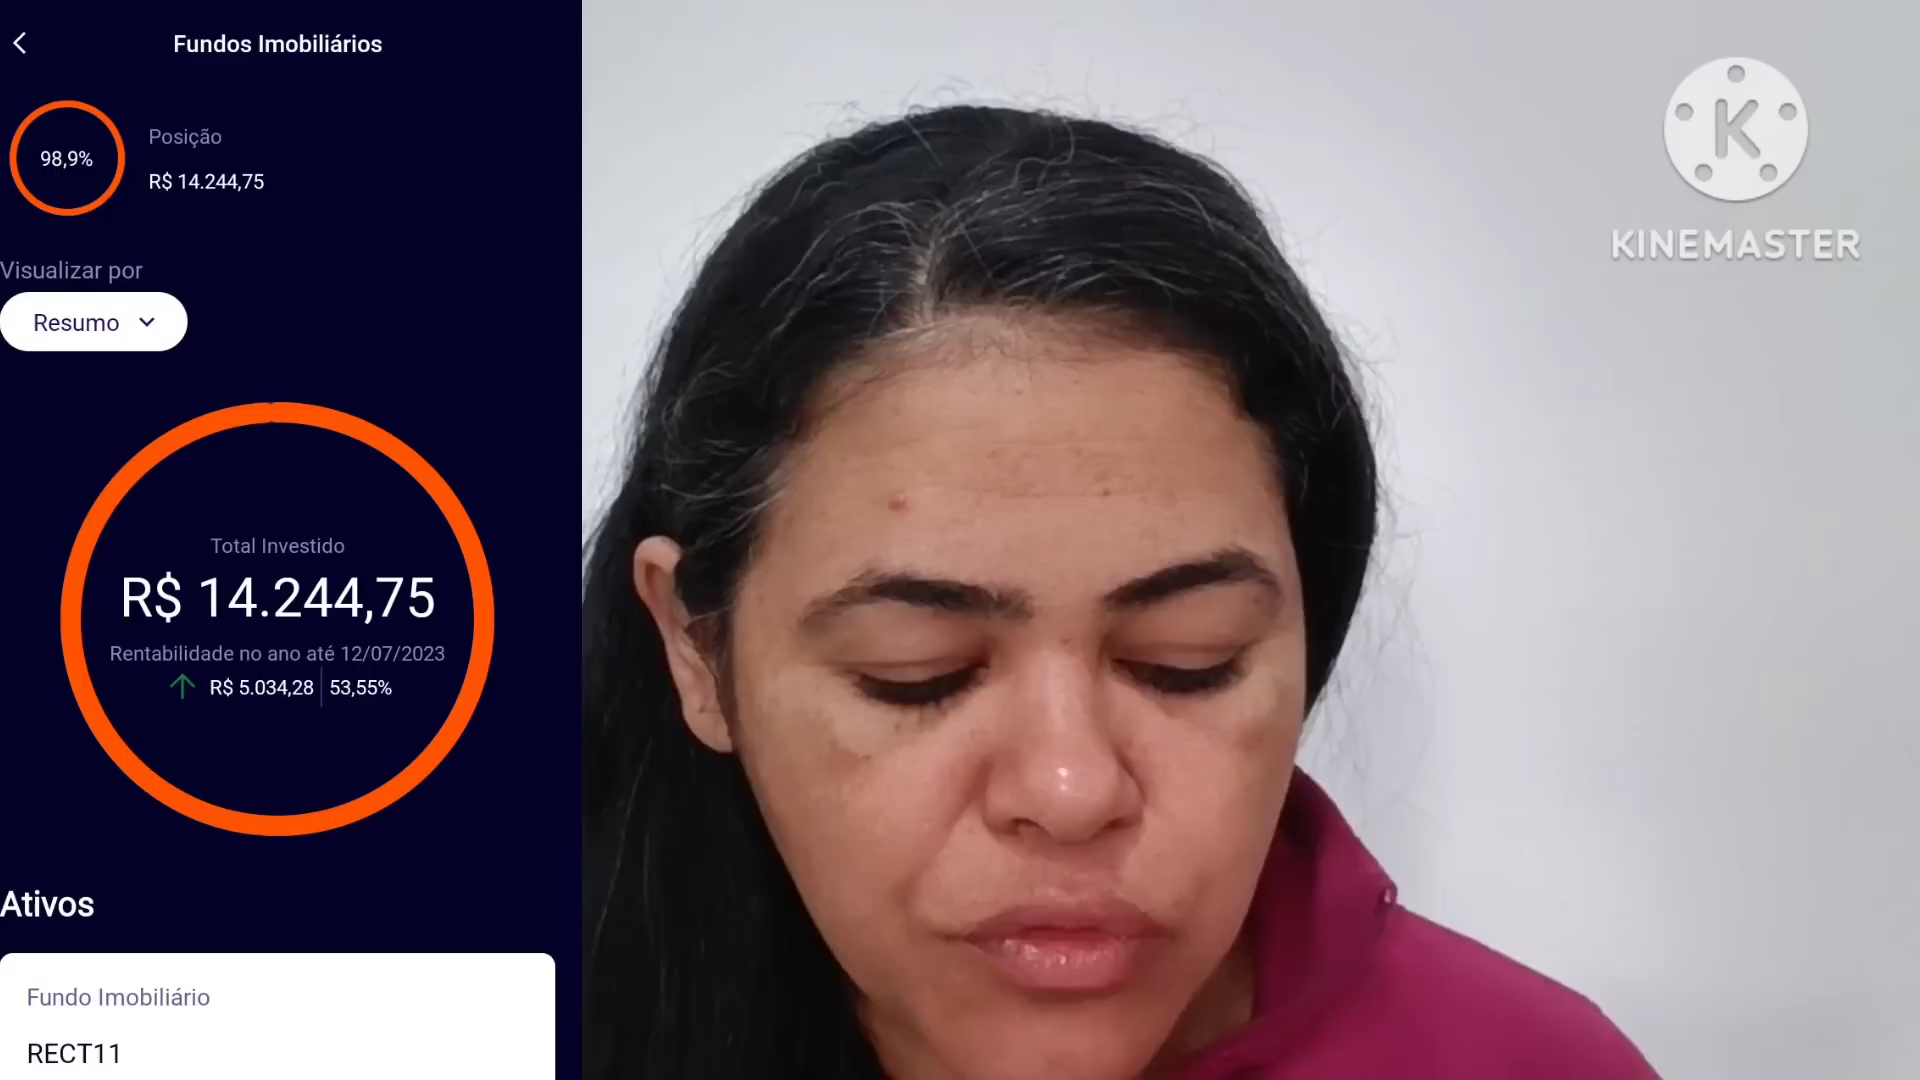 Fundos Imobiliários
98,9%
Posição
R$ 14.244,75
Visualizar por
Resumo
Total Investido
R$ 14.244,75
Rentabilidade no ano até 12/07/2023
R$ 5.034,28 | 53,55%
Ativos
Fundo Imobiliário
RECT11
K
KINEMASTER